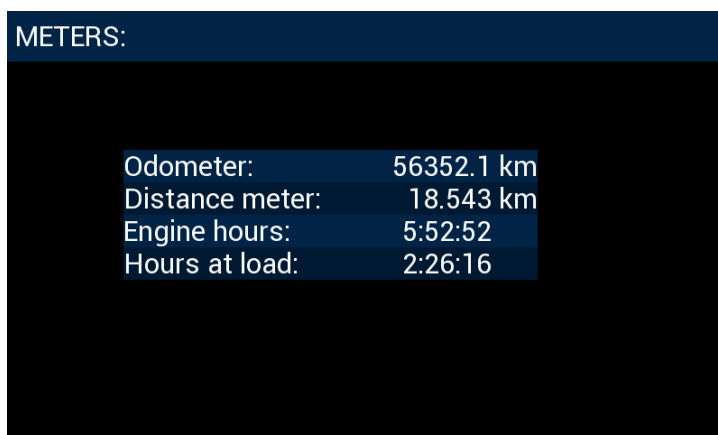 METERS:
Odometer: 56352.1 km
Distance meter: 18.543 km
Engine hours: 5:52:52
Hours at load: 2:26:16